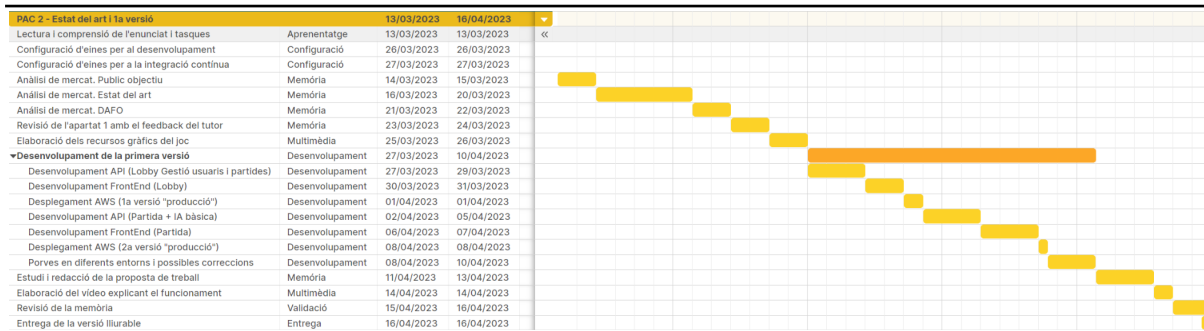 PAC 2 - Estat del art i 1a versió 13/03/2023 16/04/2023
Lectura i comprensió de l'enunciat i tasques Aprenentatge 13/03/2023 13/03/2023 «
Configuració d'eines per al desenvolupament Configuració 26/03/2023 26/03/2023
Configuració d'eines per a la integració contínua Configuració 27/03/2023 27/03/2023
Anàlisi de mercat. Public objectiu Memória 14/03/2023 15/03/2023
Análisi de mercat. Estat del art Memória 16/03/2023 20/03/2023
Análisi de mercat. DAFO Memória 21/03/2023 22/03/2023
Revisió de l'apartat 1 amb el feedback del tutor Memória 23/03/2023 24/03/2023
Elaboració dels recursos gràfics del joc Multimèdia 25/03/2023 26/03/2023
Desenvolupament de la primera versió Desenvolupament 27/03/2023 10/04/2023
Desenvolupament API (Lobby Gestió usuaris i partides) Desenvolupament 27/03/2023 29/03/2023
Desenvolupament FrontEnd (Lobby) Desenvolupament 30/03/2023 31/03/2023
Desplegament AWS (1a versió "producció") Desenvolupament 01/04/2023 01/04/2023
Desenvolupament API (Partida + IA bàsica) Desenvolupament 02/04/2023 05/04/2023
Desenvolupament FrontEnd (Partida) Desenvolupament 06/04/2023 07/04/2023
Desplegament AWS (2a versió "producció") Desenvolupament 08/04/2023 08/04/2023
Porves en diferents entorns i possibles correccions Desenvolupament 08/04/2023 10/04/2023
Estudi i redacció de la proposta de treball Memória 11/04/2023 13/04/2023
Elaboració del vídeo explicant el funcionament Multimèdia 14/04/2023 14/04/2023
Revisió de la memòria Validació 15/04/2023 16/04/2023
Entrega de la versió lliurable Entrega 16/04/2023 16/04/2023